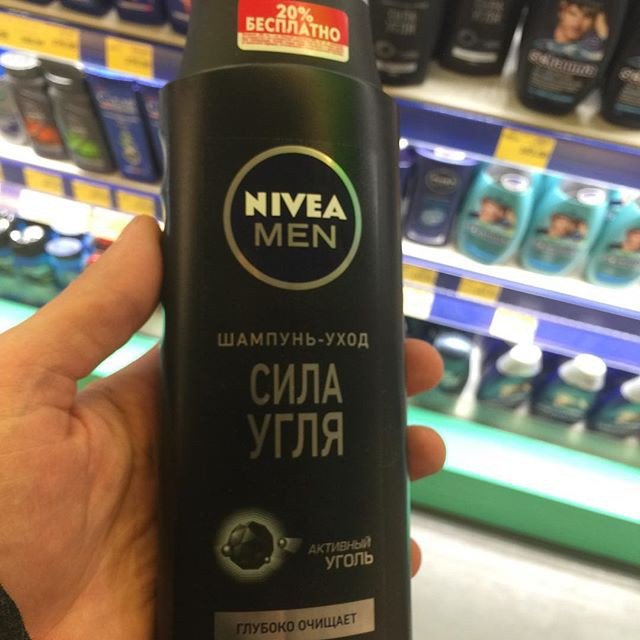 20%
БЕСПЛАТНО
NIVEA
MEN
ШАМПУНЬ-УХОД
СИЛА
УГЛЯ
АКТИВНЫЙ
УГОЛЬ
ГЛУБОКО ОЧИЩАЕТ